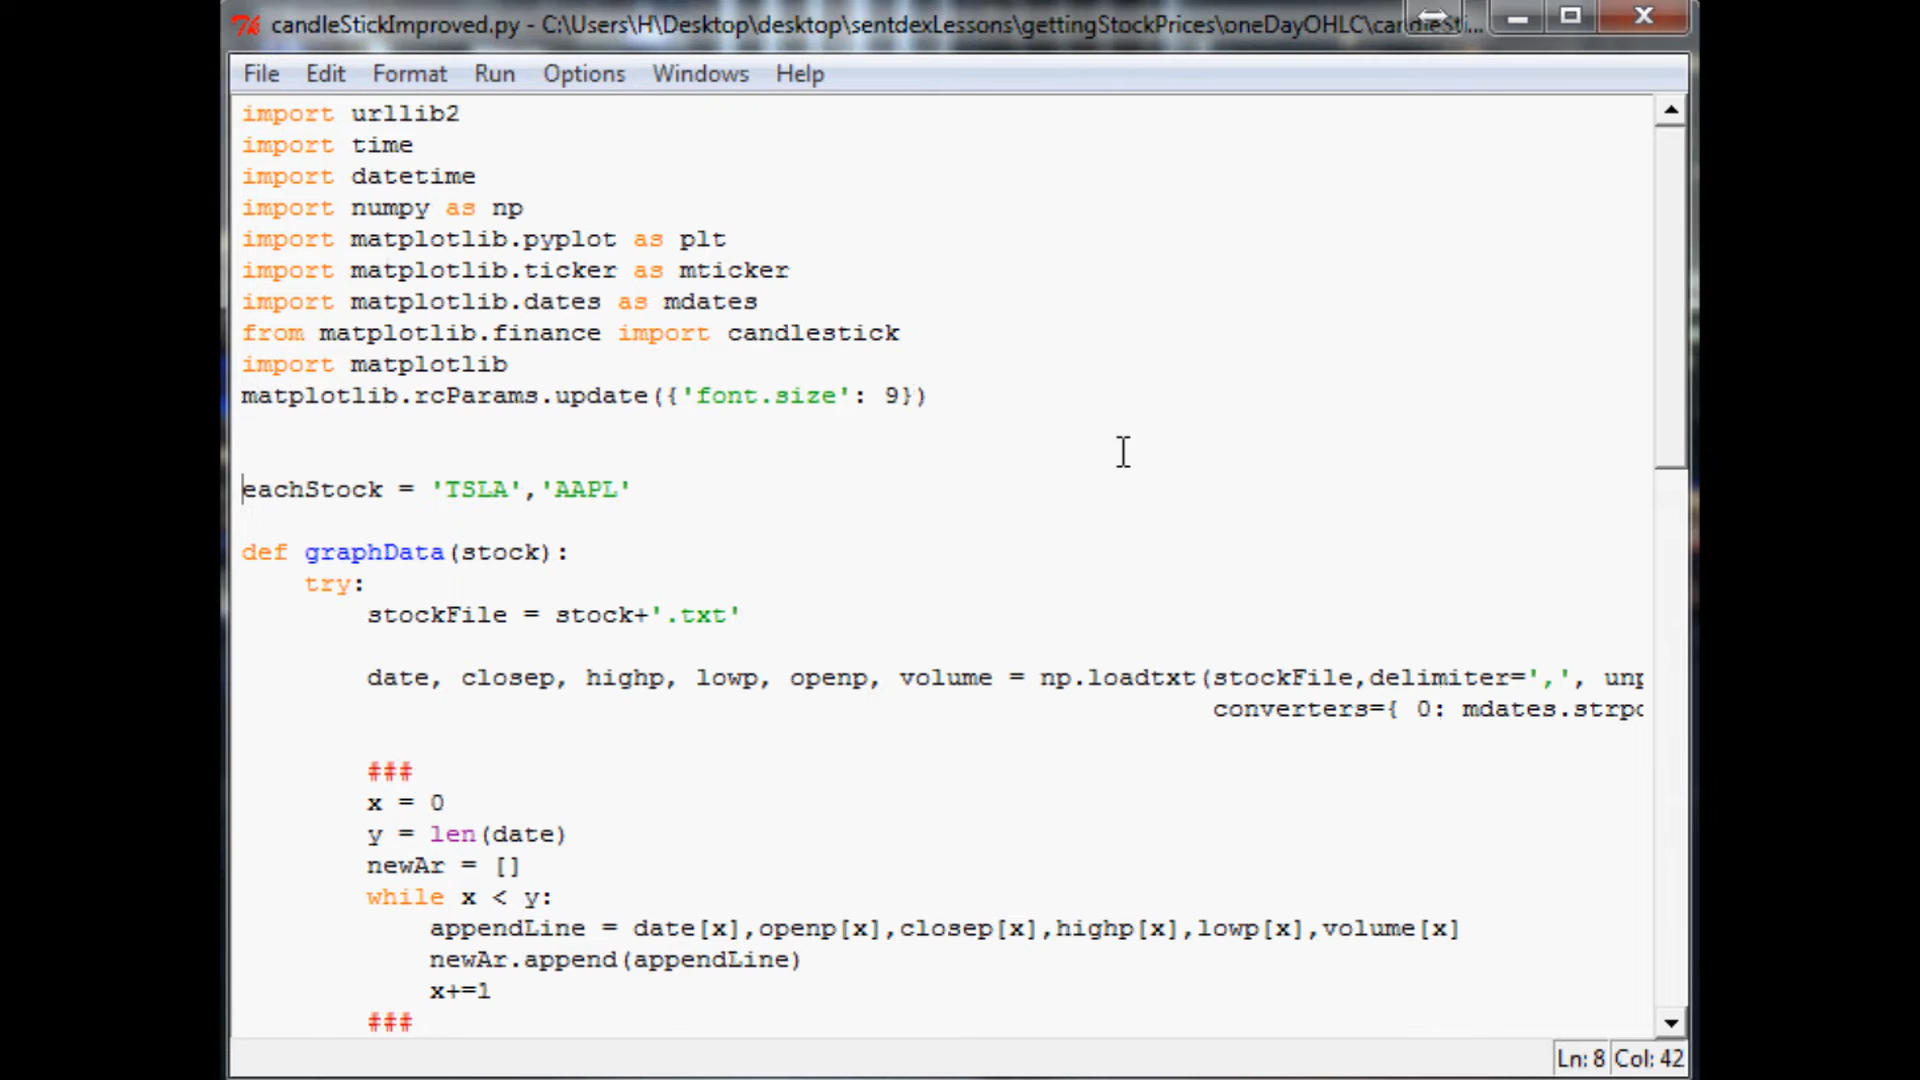 candleStickImproved.py - C:\Users\H\Desktop\desktop\sentdexLessons\gettingStockPrices\oneDayOHLC\candleSti...
File Edit Format Run Options Windows Help
import urllib2
import time
import datetime
import numpy as np
import matplotlib.pyplot as plt
import matplotlib.ticker as mticker
import matplotlib.dates as mdates
from matplotlib.finance import candlestick
import matplotlib
matplotlib.rcParams.update({'font.size': 9})
eachStock = 'TSLA','AAPL'
def graphData(stock):
try:
stockFile = stock+'.txt'
date, closep, highp, lowp, openp, volume = np.loadtxt(stockFile,delimiter=',', unp
converters={ 0: mdates.strpd
###
x = 0
y = len(date)
newAr = []
while x < y:
appendLine = date[x],openp[x],closep[x],highp[x],lowp[x],volume[x]
newAr.append(appendLine)
x+=1
###
Ln: 8 Col: 42